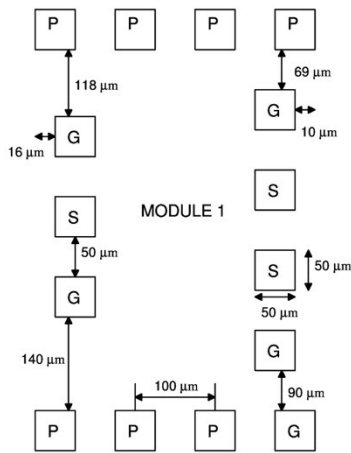 P P P P
118 µm
69 µm
G
G
16 µm
10 µm
S
S
MODULE 1
50 µm
S
50 µm
G
50 µm
G
140 µm
100 µm
90 µm
P P P G